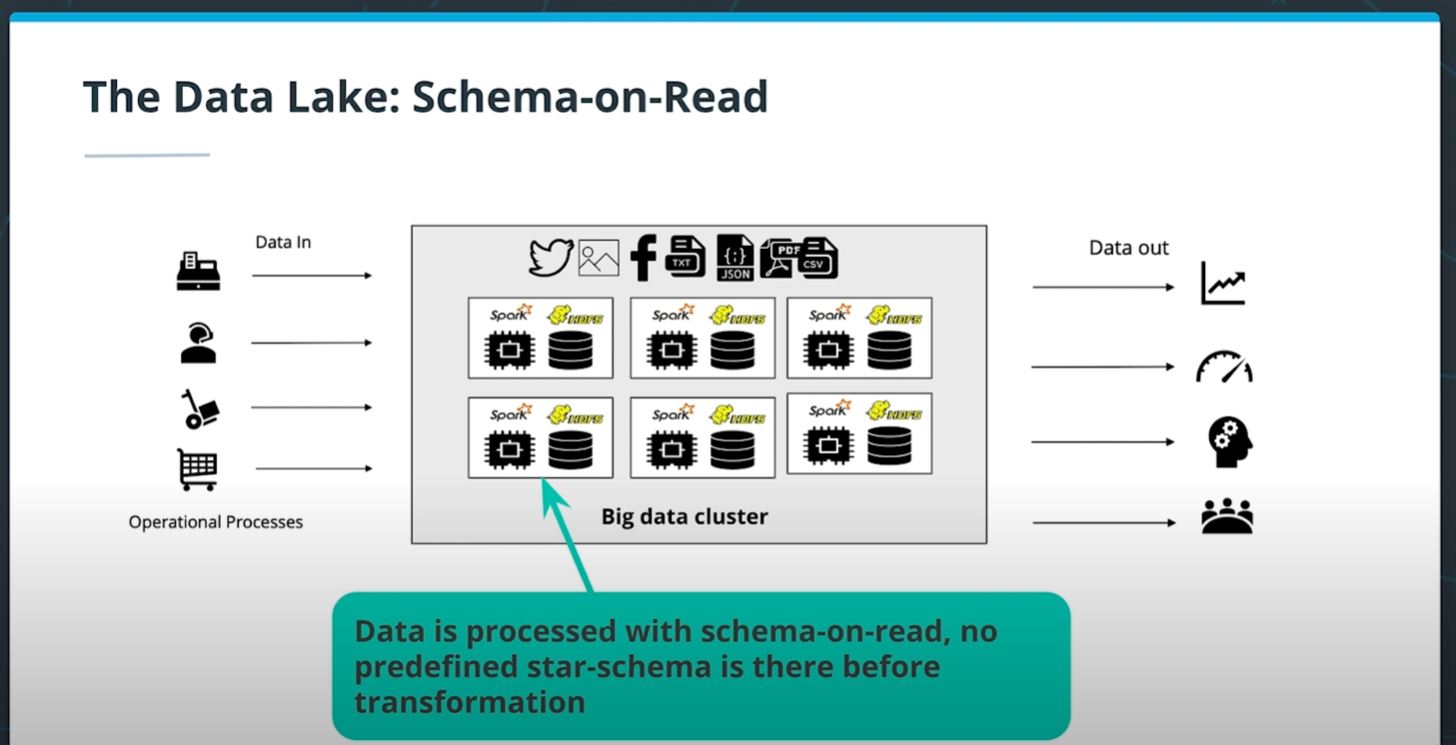 The Data Lake: Schema-on-Read
Data In
Data out
TXT
JSON
PDF
CSV
Spark HDFS
Spark HDFS
Spark HDFS
Spark HDFS
Spark HDFS
Spark HDFS
Big data cluster
Operational Processes
Data is processed with schema-on-read, no
predefined star-schema is there before
transformation